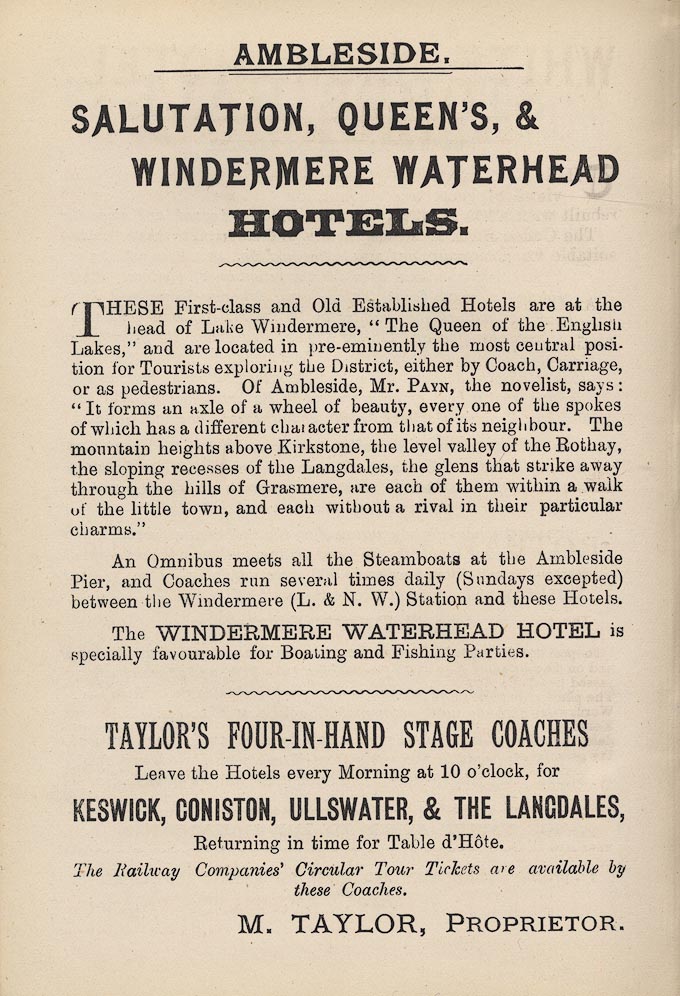 AMBLESIDE.
SALUTATION, QUEEN'S, &
WINDERMERE WATERHEAD
HOTELS.
THESE First-class and Old Established Hotels are at the
head of Lake Windermere, "The Queen of the English
Lakes," and are located in pre-eminently the most central posi-
tion for Tourists exploring the District, either by Coach, Carriage,
or as pedestrians. Of Ambleside, Mr. PAYN, the novelist, says:
"It forms an axle of a wheel of beauty, every one of the spokes
of which has a different character from that of its neighbour. The
mountain heights above Kirkstone, the level valley of the Rothay,
the sloping recesses of the Langdales, the glens that strike away
through the hills of Grasmere, are each of them within a walk
of the little town, and each without a rival in their particular
charms."
An Omnibus meets all the Steamboats at the Ambleside
Pier, and Coaches run several times daily (Sundays excepted)
between the Windermere (L. & N. W.) Station and these Hotels.
The WINDERMERE WATERHEAD HOTEL is
specially favourable for Boating and Fishing Parties.
TAYLOR'S FOUR-IN-HAND STAGE COACHES
Leave the Hotels every Morning at 10 o'clock, for
KESWICK, CONISTON, ULLSWATER, & THE LANGDALES,
Returning in time for Table d'Hôte.
The Railway Companies' Circular Tour Tickets are available by
these Coaches.
M. TAYLOR, PROPRIETOR.